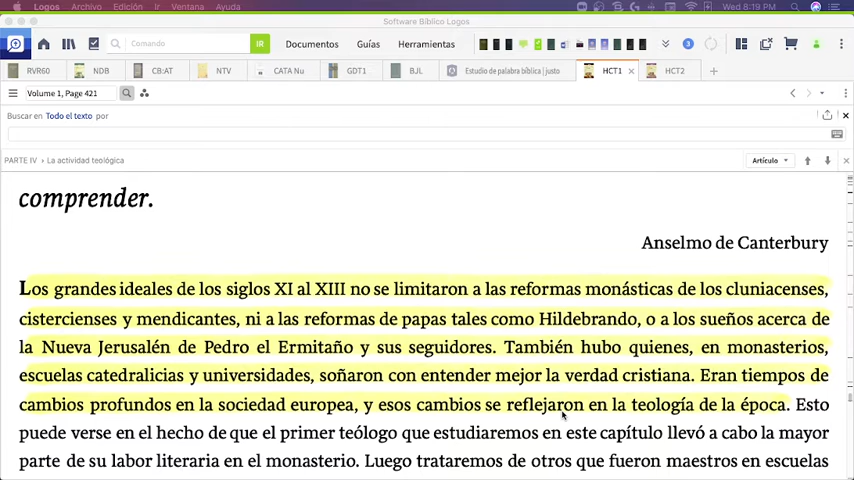 Logos Archivo Edición Ir Ventana Ayuda Wed 8:19 PM
Software Bíblico Logos
Comando IR Documentos Guías Herramientas 3
RVR60 NDB CB:AT NTV CATA Nu GDT1 BJL Estudio de palabra bíblica | justo HCT1 HCT2
Volume 1, Page 421
Buscar en Todo el texto por
PARTE IV › La actividad teológica Artículo
comprender.
Anselmo de Canterbury
Los grandes ideales de los siglos XI al XIII no se limitaron a las reformas monásticas de los cluniacenses,
cistercienses y mendicantes, ni a las reformas de papas tales como Hildebrando, o a los sueños acerca de
la Nueva Jerusalén de Pedro el Ermitaño y sus seguidores. También hubo quienes, en monasterios,
escuelas catedralicias y universidades, soñaron con entender mejor la verdad cristiana. Eran tiempos de
cambios profundos en la sociedad europea, y esos cambios se reflejaron en la teología de la época. Esto
puede verse en el hecho de que el primer teólogo que estudiaremos en este capítulo llevó a cabo la mayor
parte de su labor literaria en el monasterio. Luego trataremos de otros que fueron maestros en escuelas